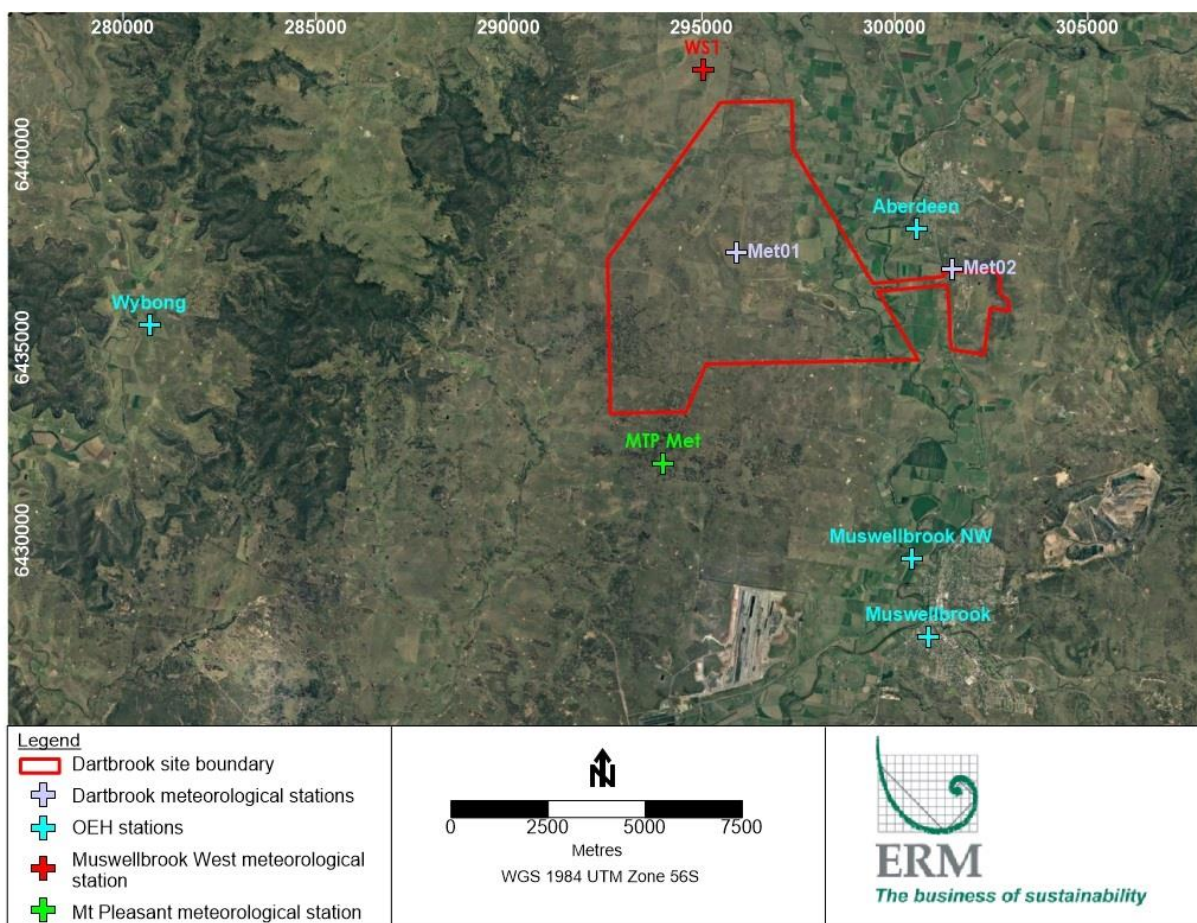 280000 285000 290000 295000 300000 305000
WS1
6440000
Aberdeen
Met01
Met02
Wybong
6435000
MTP Met
6430000
Muswellbrook NW
Muswellbrook
Legend
Dartbrook site boundary
Dartbrook meteorological stations
OEH stations
Muswellbrook West meteorological
station
Mt Pleasant meteorological station
N
0 2500 5000 7500
Metres
WGS 1984 UTM Zone 56S
ERM
The business of sustainability